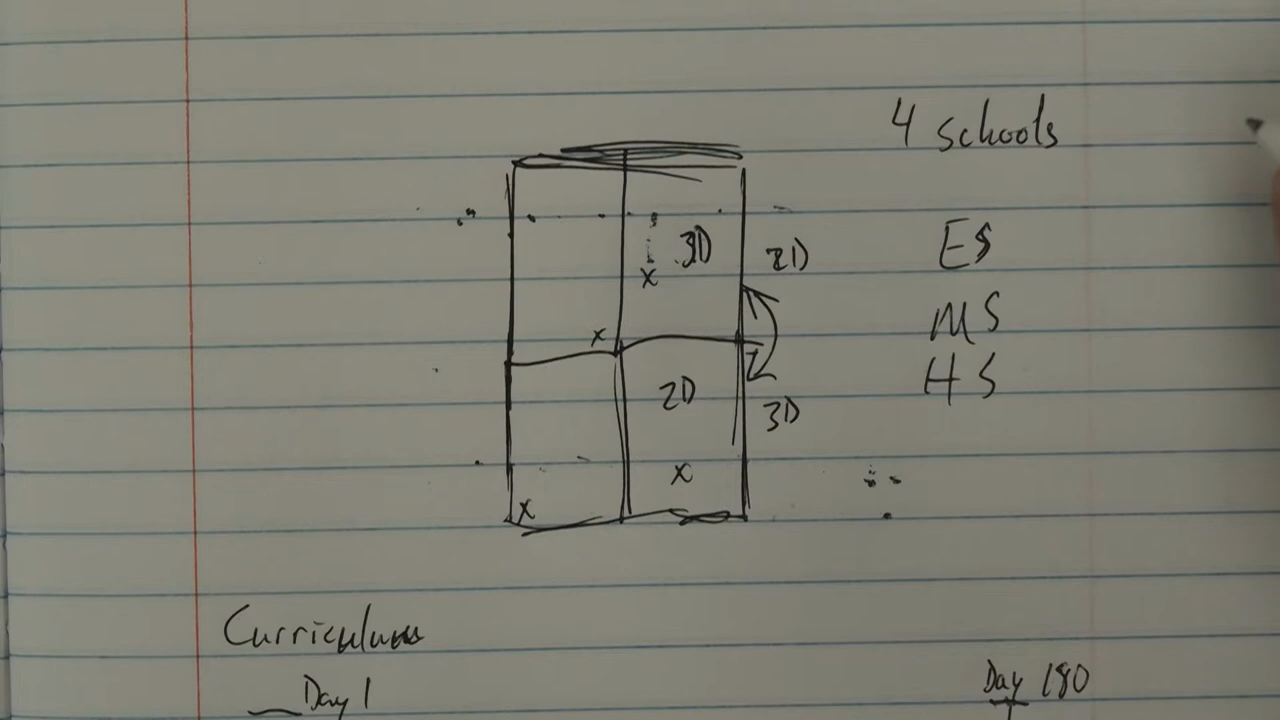 4 schools
3D 2D
ES
x
MS
x
HS
2D
3D
x
x
Curriculum
Day 1
Day 180